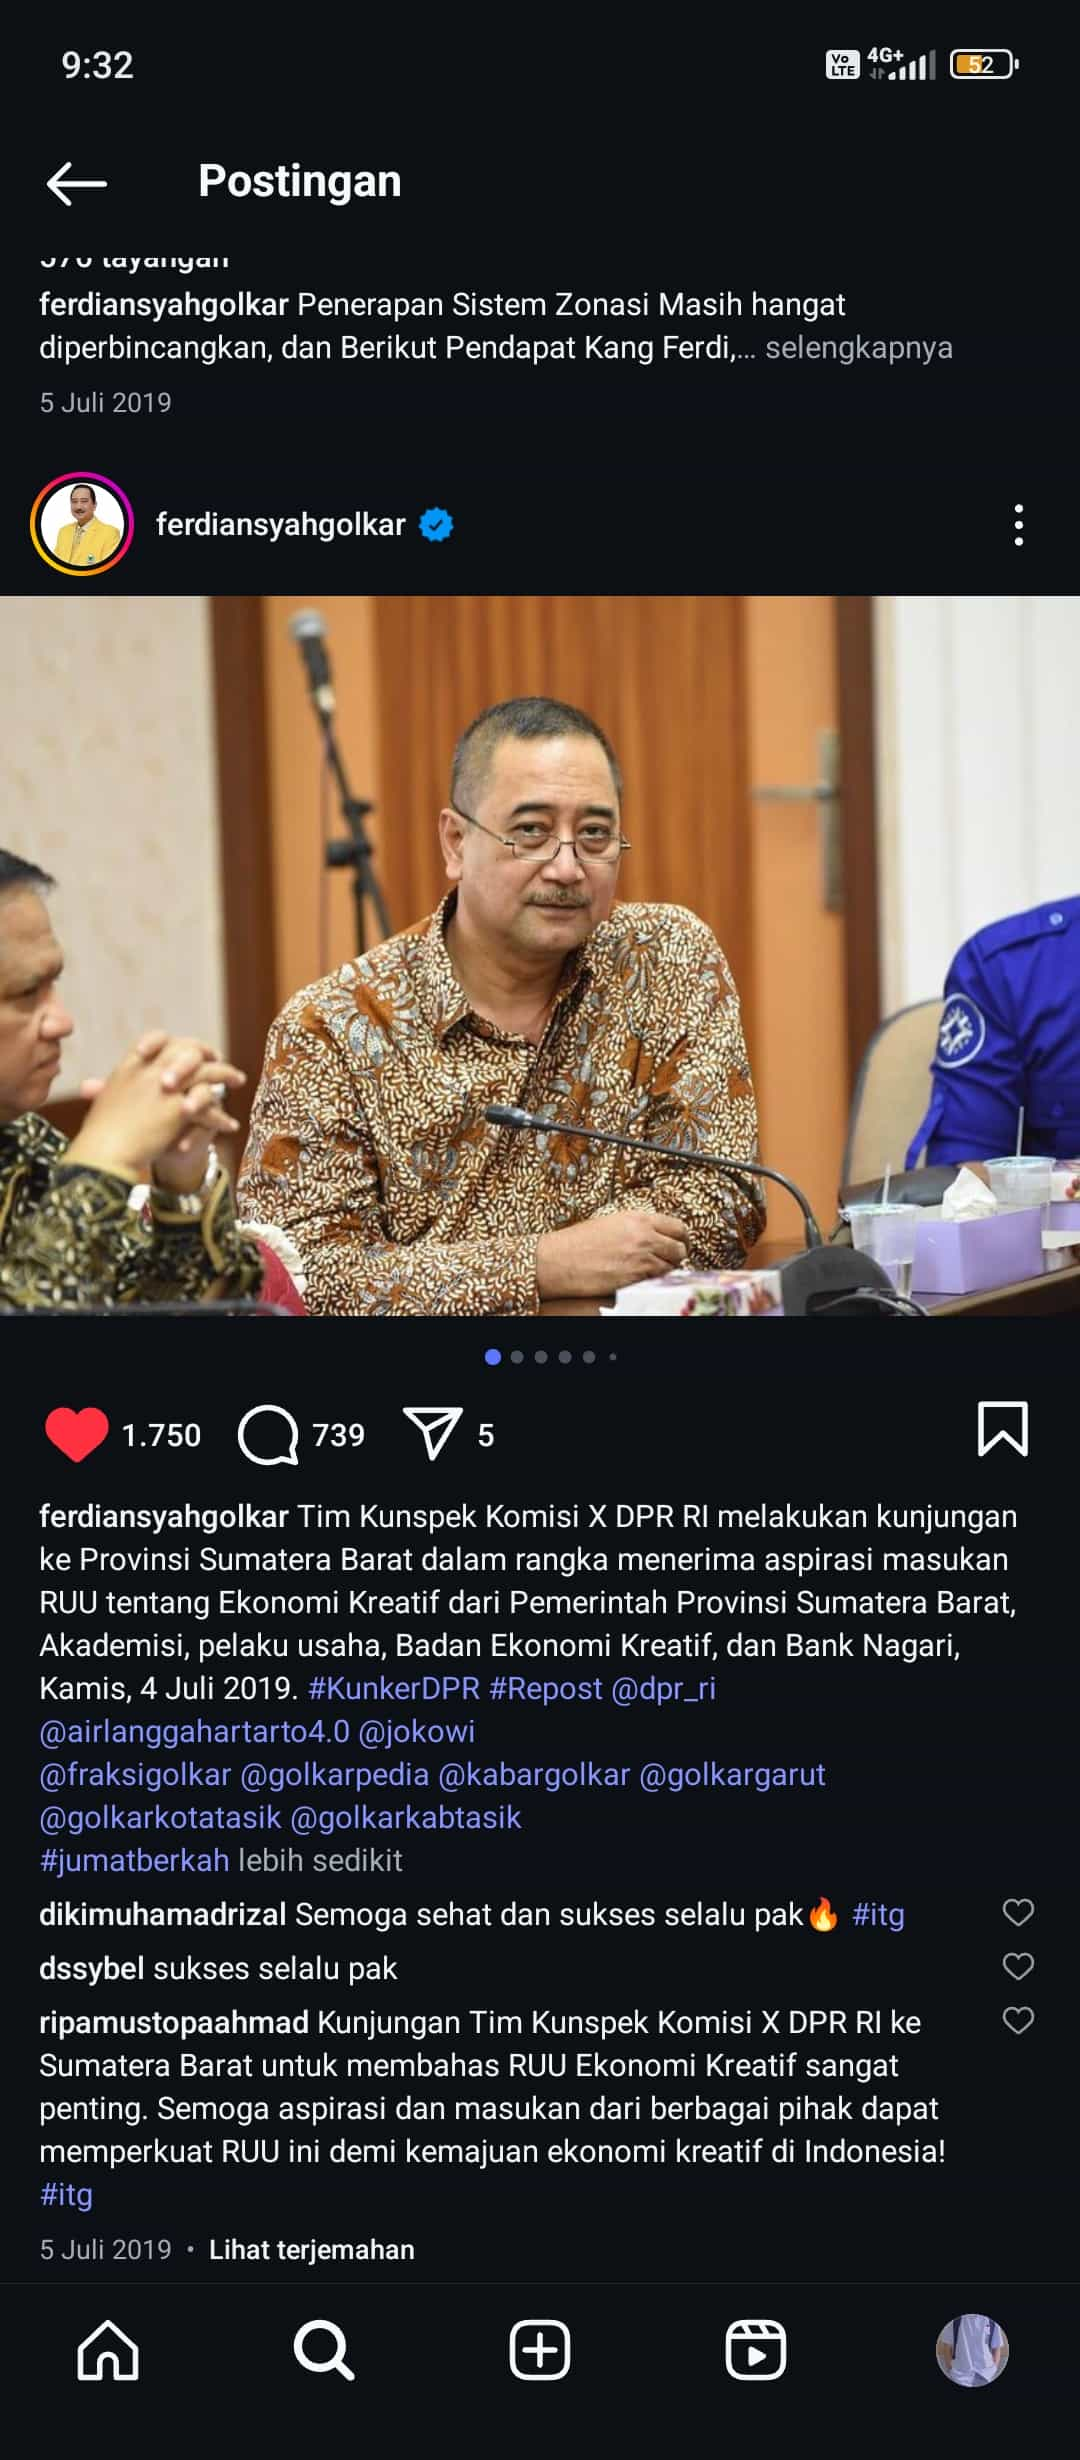 9:32
Vo LTE 4G+ 52
Postingan
tayangan
ferdiansyahgolkar Penerapan Sistem Zonasi Masih hangat
diperbincangkan, dan Berikut Pendapat Kang Ferdi,... selengkapnya
5 Juli 2019
ferdiansyahgolkar
1.750 739 5
ferdiansyahgolkar Tim Kunspek Komisi X DPR RI melakukan kunjungan
ke Provinsi Sumatera Barat dalam rangka menerima aspirasi masukan
RUU tentang Ekonomi Kreatif dari Pemerintah Provinsi Sumatera Barat,
Akademisi, pelaku usaha, Badan Ekonomi Kreatif, dan Bank Nagari,
Kamis, 4 Juli 2019. #KunkerDPR #Repost @dpr_ri
@airlanggahartarto4.0 @jokowi
@fraksigolkar @golkarpedia @kabargolkar @golkargarut
@golkarkotatasik @golkarkabtasik
#jumatberkah lebih sedikit
dikimuhamadrizal Semoga sehat dan sukses selalu pak🔥 #itg
dssybel sukses selalu pak
ripamustopaahmad Kunjungan Tim Kunspek Komisi X DPR RI ke
Sumatera Barat untuk membahas RUU Ekonomi Kreatif sangat
penting. Semoga aspirasi dan masukan dari berbagai pihak dapat
memperkuat RUU ini demi kemajuan ekonomi kreatif di Indonesia!
#itg
5 Juli 2019 • Lihat terjemahan